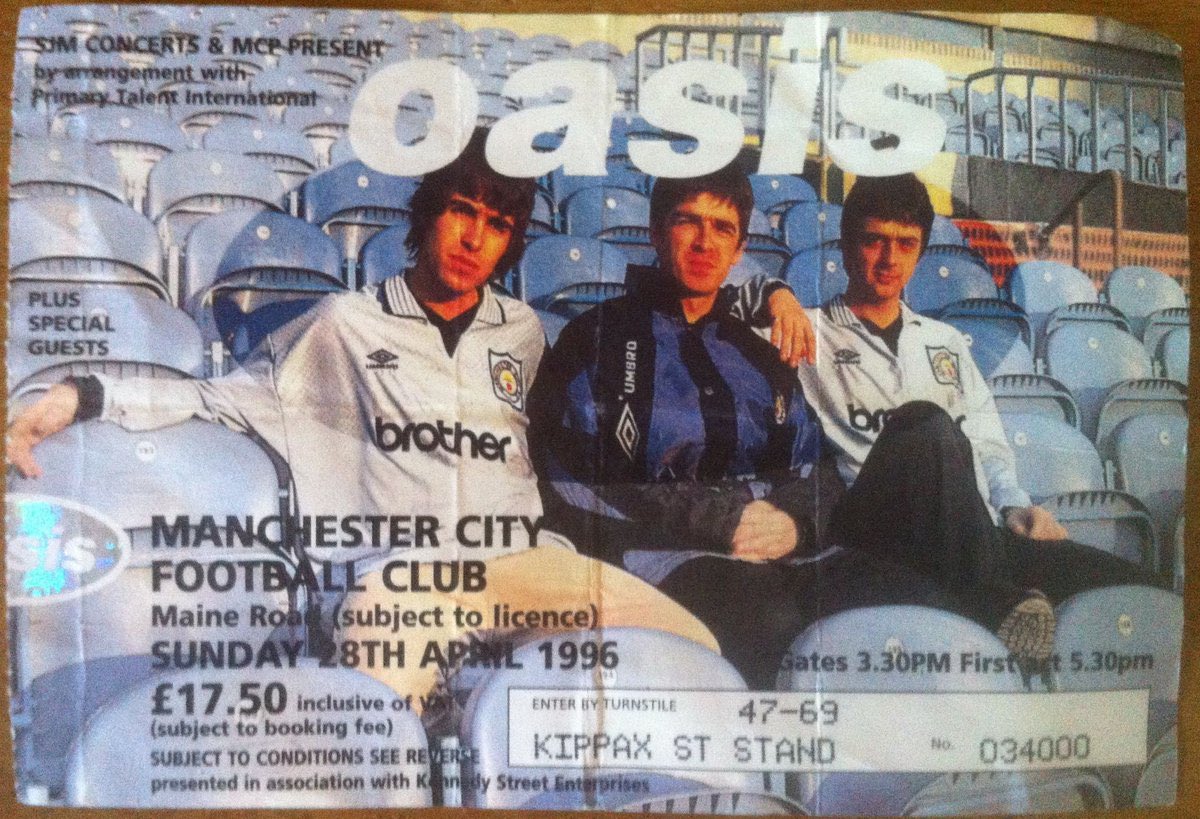 SJM CONCERTS & MCP PRESENT
by arrangement with
Primary Talent International
oasis
PLUS
SPECIAL
GUESTS
UMBRO
UMBRO
brother
sis
MANCHESTER CITY
FOOTBALL CLUB
Maine Road (subject to licence)
SUNDAY 28TH APRIL 1996
Gates 3.30PM First act 5.30pm
£17.50 inclusive of VAT
(subject to booking fee)
ENTER BY TURNSTILE 47-69
KIPPAX ST STAND No. 034000
SUBJECT TO CONDITIONS SEE REVERSE
presented in association with Kennedy Street Enterprises